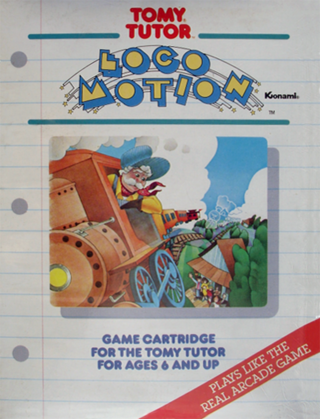 TOMY
TUTOR
LOCO
MOTION
Konami®
TM
GAME CARTRIDGE
FOR THE TOMY TUTOR
FOR AGES 6 AND UP
PLAYS LIKE THE
REAL ARCADE GAME